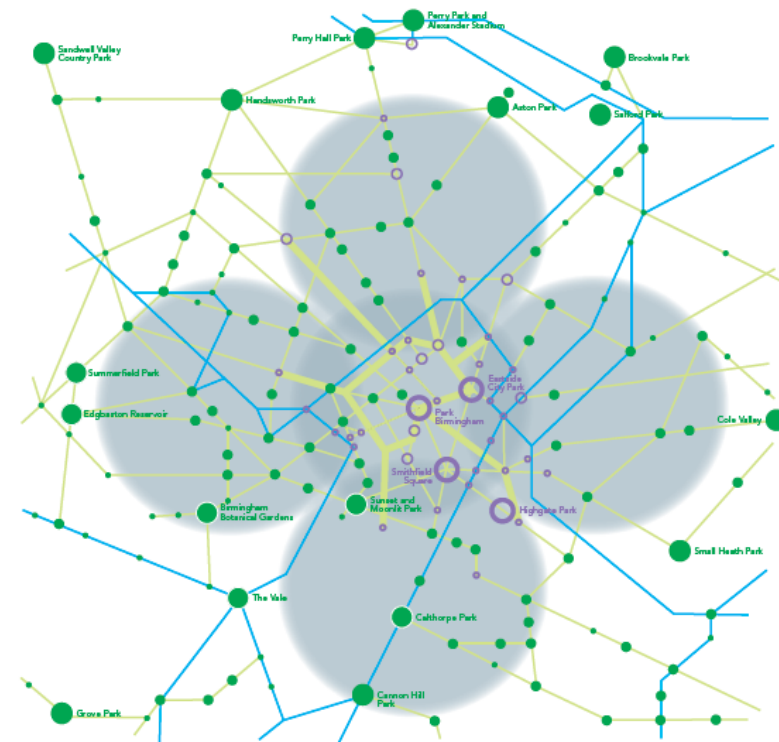 Perry Park and
Alexander Stadium
Perry Hall Park
Sandwell Valley
Country Park
Brookvale Park
Handsworth Park
Aston Park
Salford Park
Summerfield Park
Eastside
City Park
Edgbaston Reservoir
Park
Birmingham
Cole Valley
Smithfield
Square
Sunset and
Moonlit Park
Highgate Park
Birmingham
Botanical Gardens
Small Heath Park
The Vale
Calthorpe Park
Cannon Hill
Park
Grove Park